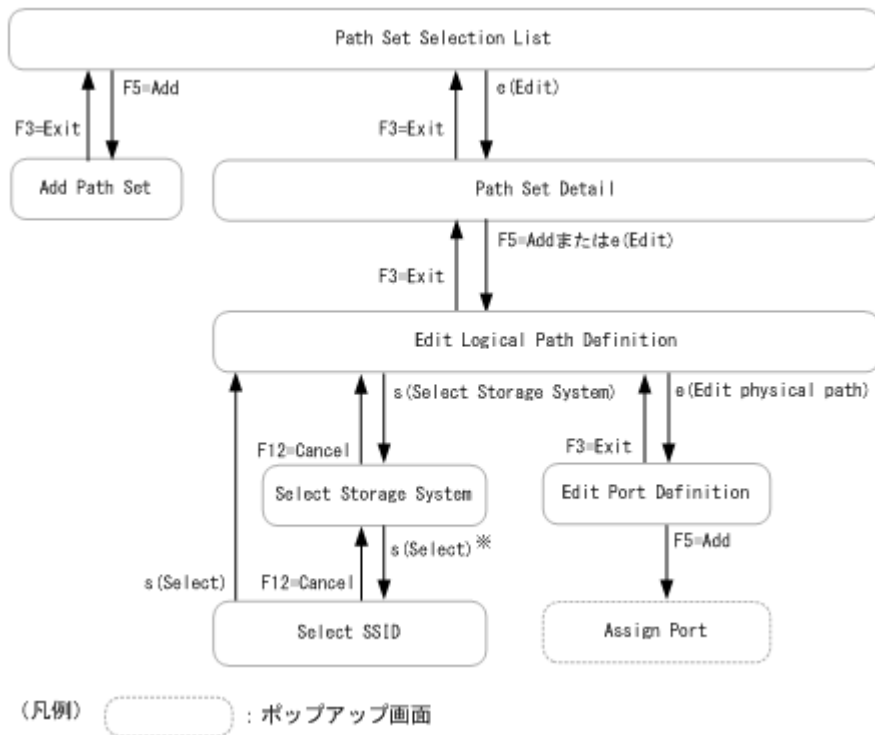 Path Set Selection List
F5=Add
e(Edit)
F3=Exit
F3=Exit
Add Path Set
Path Set Detail
F5=Addまたはe(Edit)
F3=Exit
Edit Logical Path Definition
s(Select Storage System)
e(Edit physical path)
F12=Cancel
F3=Exit
Select Storage System
Edit Port Definition
s(Select)※
F5=Add
s(Select)
F12=Cancel
Select SSID
Assign Port
(凡例)
:ポップアップ画面